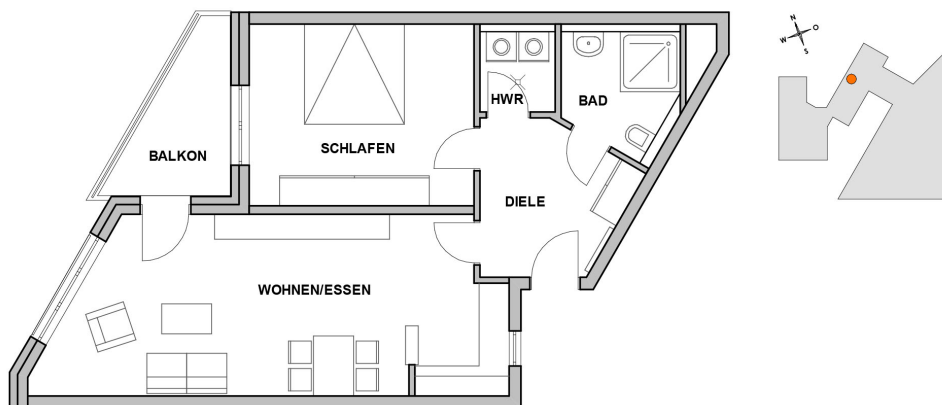 N
W
O
S
HWR
BAD
SCHLAFEN
BALKON
DIELE
WOHNEN/ESSEN